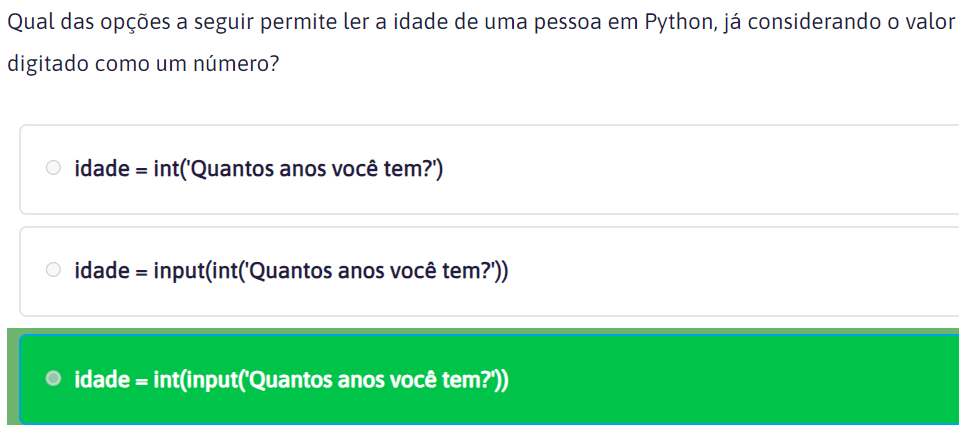 Qual das opções a seguir permite ler a idade de uma pessoa em Python, já considerando o valor
digitado como um número?
idade = int('Quantos anos você tem?')
idade = input(int('Quantos anos você tem?'))
idade = int(input('Quantos anos você tem?'))